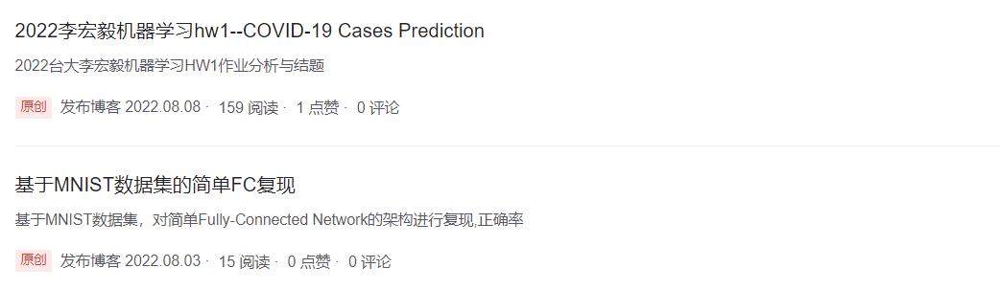 2022李宏毅机器学习hw1--COVID-19 Cases Prediction
2022台大李宏毅机器学习HW1作业分析与结题
原创 发布博客 2022.08.08 · 159 阅读 · 1 点赞 · 0 评论
基于MNIST数据集的简单FC复现
基于MNIST数据集，对简单Fully-Connected Network的架构进行复现,正确率
原创 发布博客 2022.08.03 · 15 阅读 · 0 点赞 · 0 评论